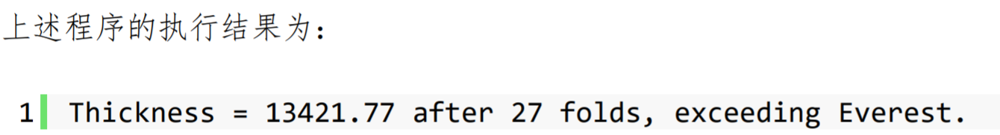 上述程序的执行结果为：
1 Thickness = 13421.77 after 27 folds, exceeding Everest.